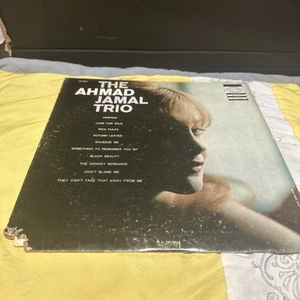 THE
AHMAD
JAMAL
TRIO
PERFIDIA
LOVE FOR SALE
RICA PULPA
AUTUMN LEAVES
SQUEEZE ME
SOMETHING TO REMEMBER YOU BY
BLACK BEAUTY
THE DONKEY SERENADE
DON'T BLAME ME
THEY CAN'T TAKE THAT AWAY FROM ME